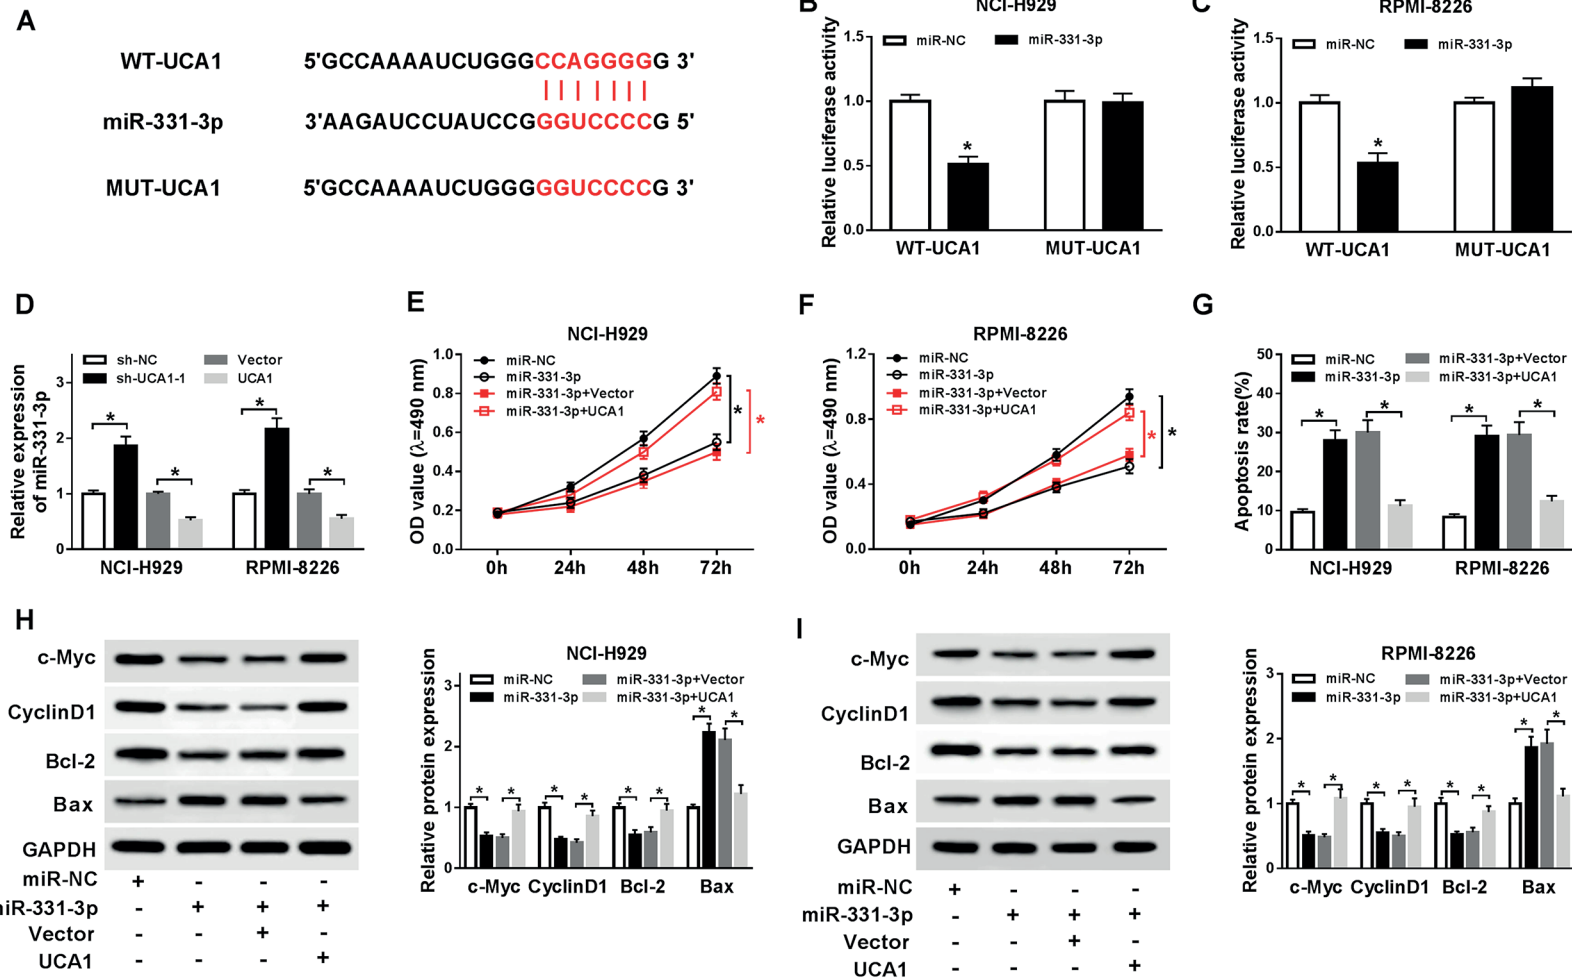 A
WT-UCA1 5'GCCAAAAUCUGGGCCAGGGGG 3'
miR-331-3p 3'AAGAUCCUAUCCGGGUCCCCG 5'
MUT-UCA1 5'GCCAAAAUCUGGGGGUCCCCG 3'
B
NCI-H929
Relative luciferase activity
miR-NC miR-331-3p
1.5
1.0
0.5
0.0
*
WT-UCA1 MUT-UCA1
C
RPMI-8226
Relative luciferase activity
miR-NC miR-331-3p
1.5
1.0
0.5
0.0
*
WT-UCA1 MUT-UCA1
D
Relative expression
of miR-331-3p
sh-NC Vector
sh-UCA1-1 UCA1
3
2
1
0
* * * *
NCI-H929 RPMI-8226
E
NCI-H929
OD value (λ=490 nm)
miR-NC
miR-331-3p
miR-331-3p+Vector
miR-331-3p+UCA1
1.0
0.8
0.6
0.4
0.2
0.0
* *
0h 24h 48h 72h
F
RPMI-8226
OD value (λ=490 nm)
miR-NC
miR-331-3p
miR-331-3p+Vector
miR-331-3p+UCA1
1.2
0.8
0.4
0.0
* *
0h 24h 48h 72h
G
Apoptosis rate(%)
miR-NC miR-331-3p+Vector
miR-331-3p miR-331-3p+UCA1
50
40
30
20
10
0
* * * *
NCI-H929 RPMI-8226
H
c-Myc
CyclinD1
Bcl-2
Bax
GAPDH
miR-NC + - - -
miR-331-3p - + + +
Vector - - + -
UCA1 - - - +
NCI-H929
Relative protein expression
miR-NC miR-331-3p+Vector
miR-331-3p miR-331-3p+UCA1
3
2
1
0
* * * * * * * *
c-Myc CyclinD1 Bcl-2 Bax
I
c-Myc
CyclinD1
Bcl-2
Bax
GAPDH
miR-NC + - - -
miR-331-3p - + + +
Vector - - + -
UCA1 - - - +
RPMI-8226
Relative protein expression
miR-NC miR-331-3p+Vector
miR-331-3p miR-331-3p+UCA1
3
2
1
0
* * * * * * * *
c-Myc CyclinD1 Bcl-2 Bax